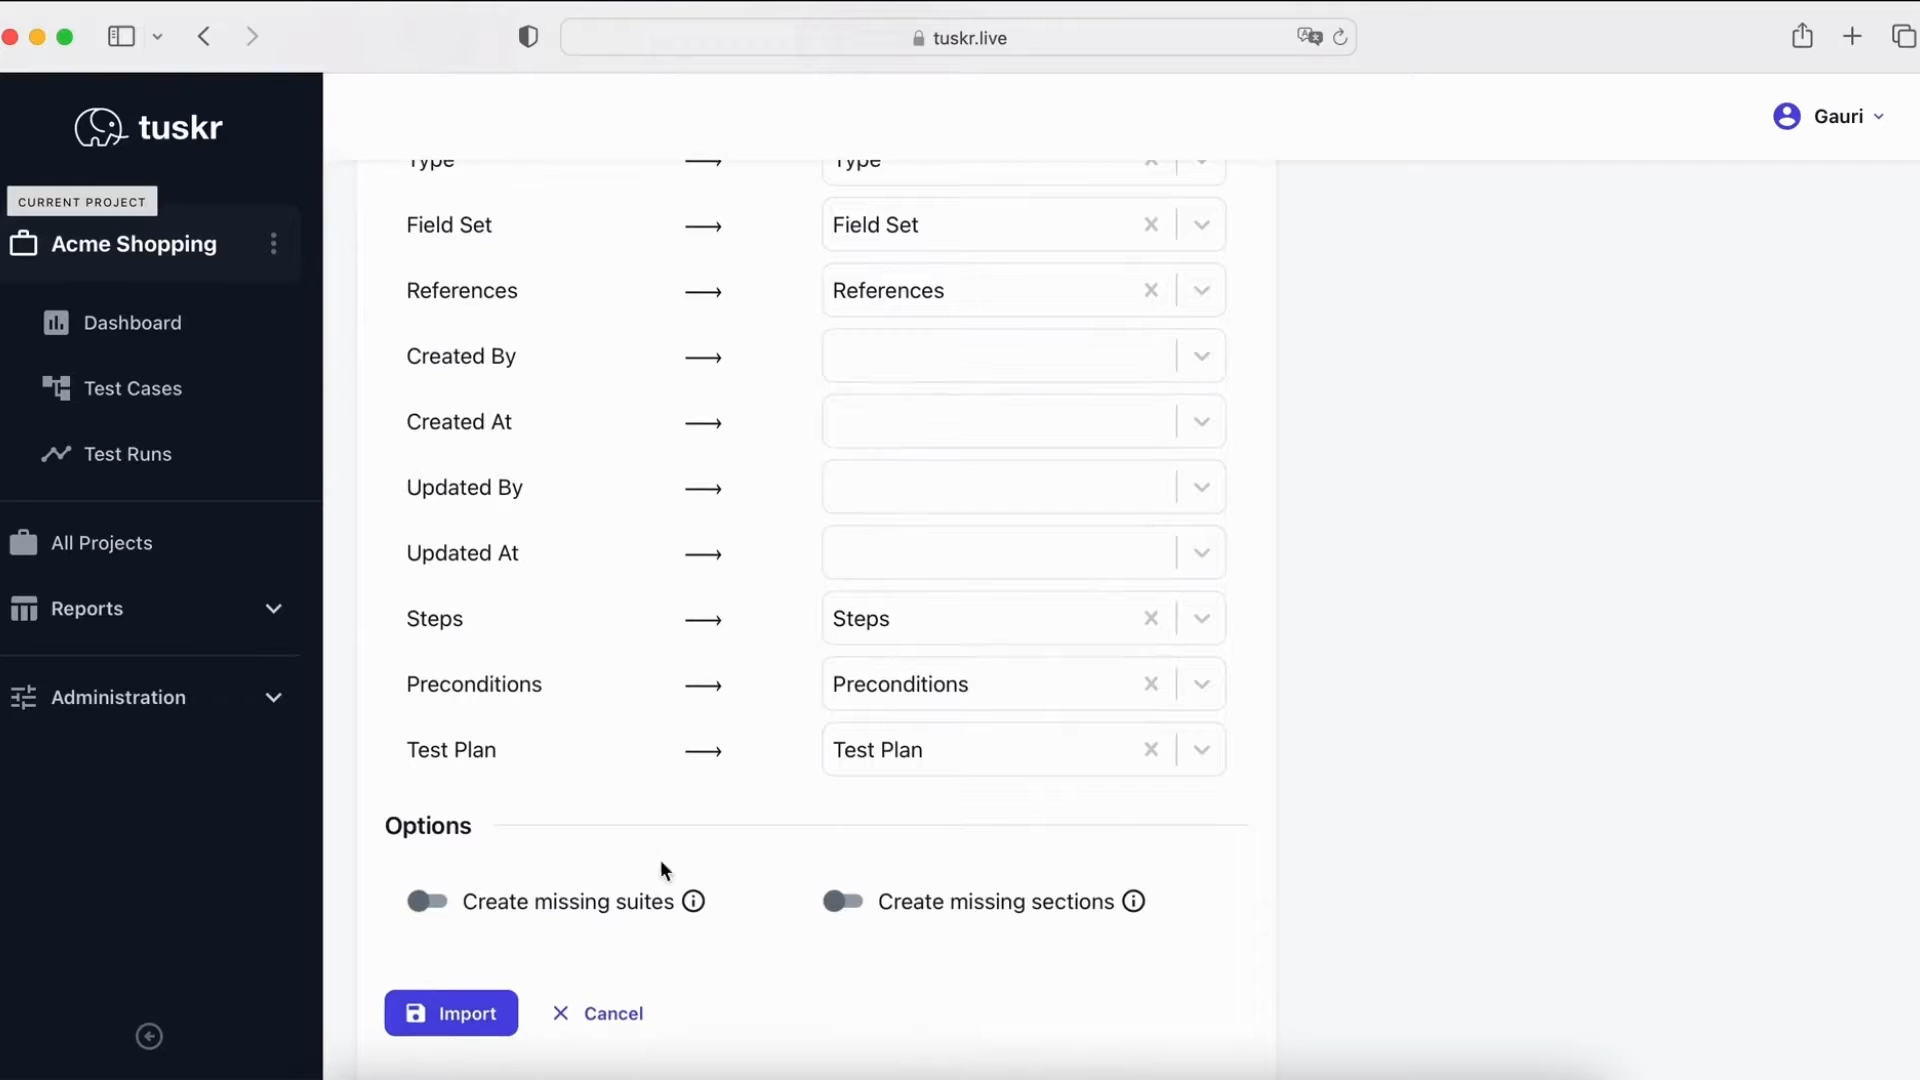 tuskr.live
tuskr
Gauri
CURRENT PROJECT
Acme Shopping
Dashboard
Test Cases
Test Runs
All Projects
Reports
Administration
Type → Type
Field Set → Field Set
References → References
Created By →
Created At →
Updated By →
Updated At →
Steps → Steps
Preconditions → Preconditions
Test Plan → Test Plan
Options
Create missing suites
Create missing sections
Import
Cancel